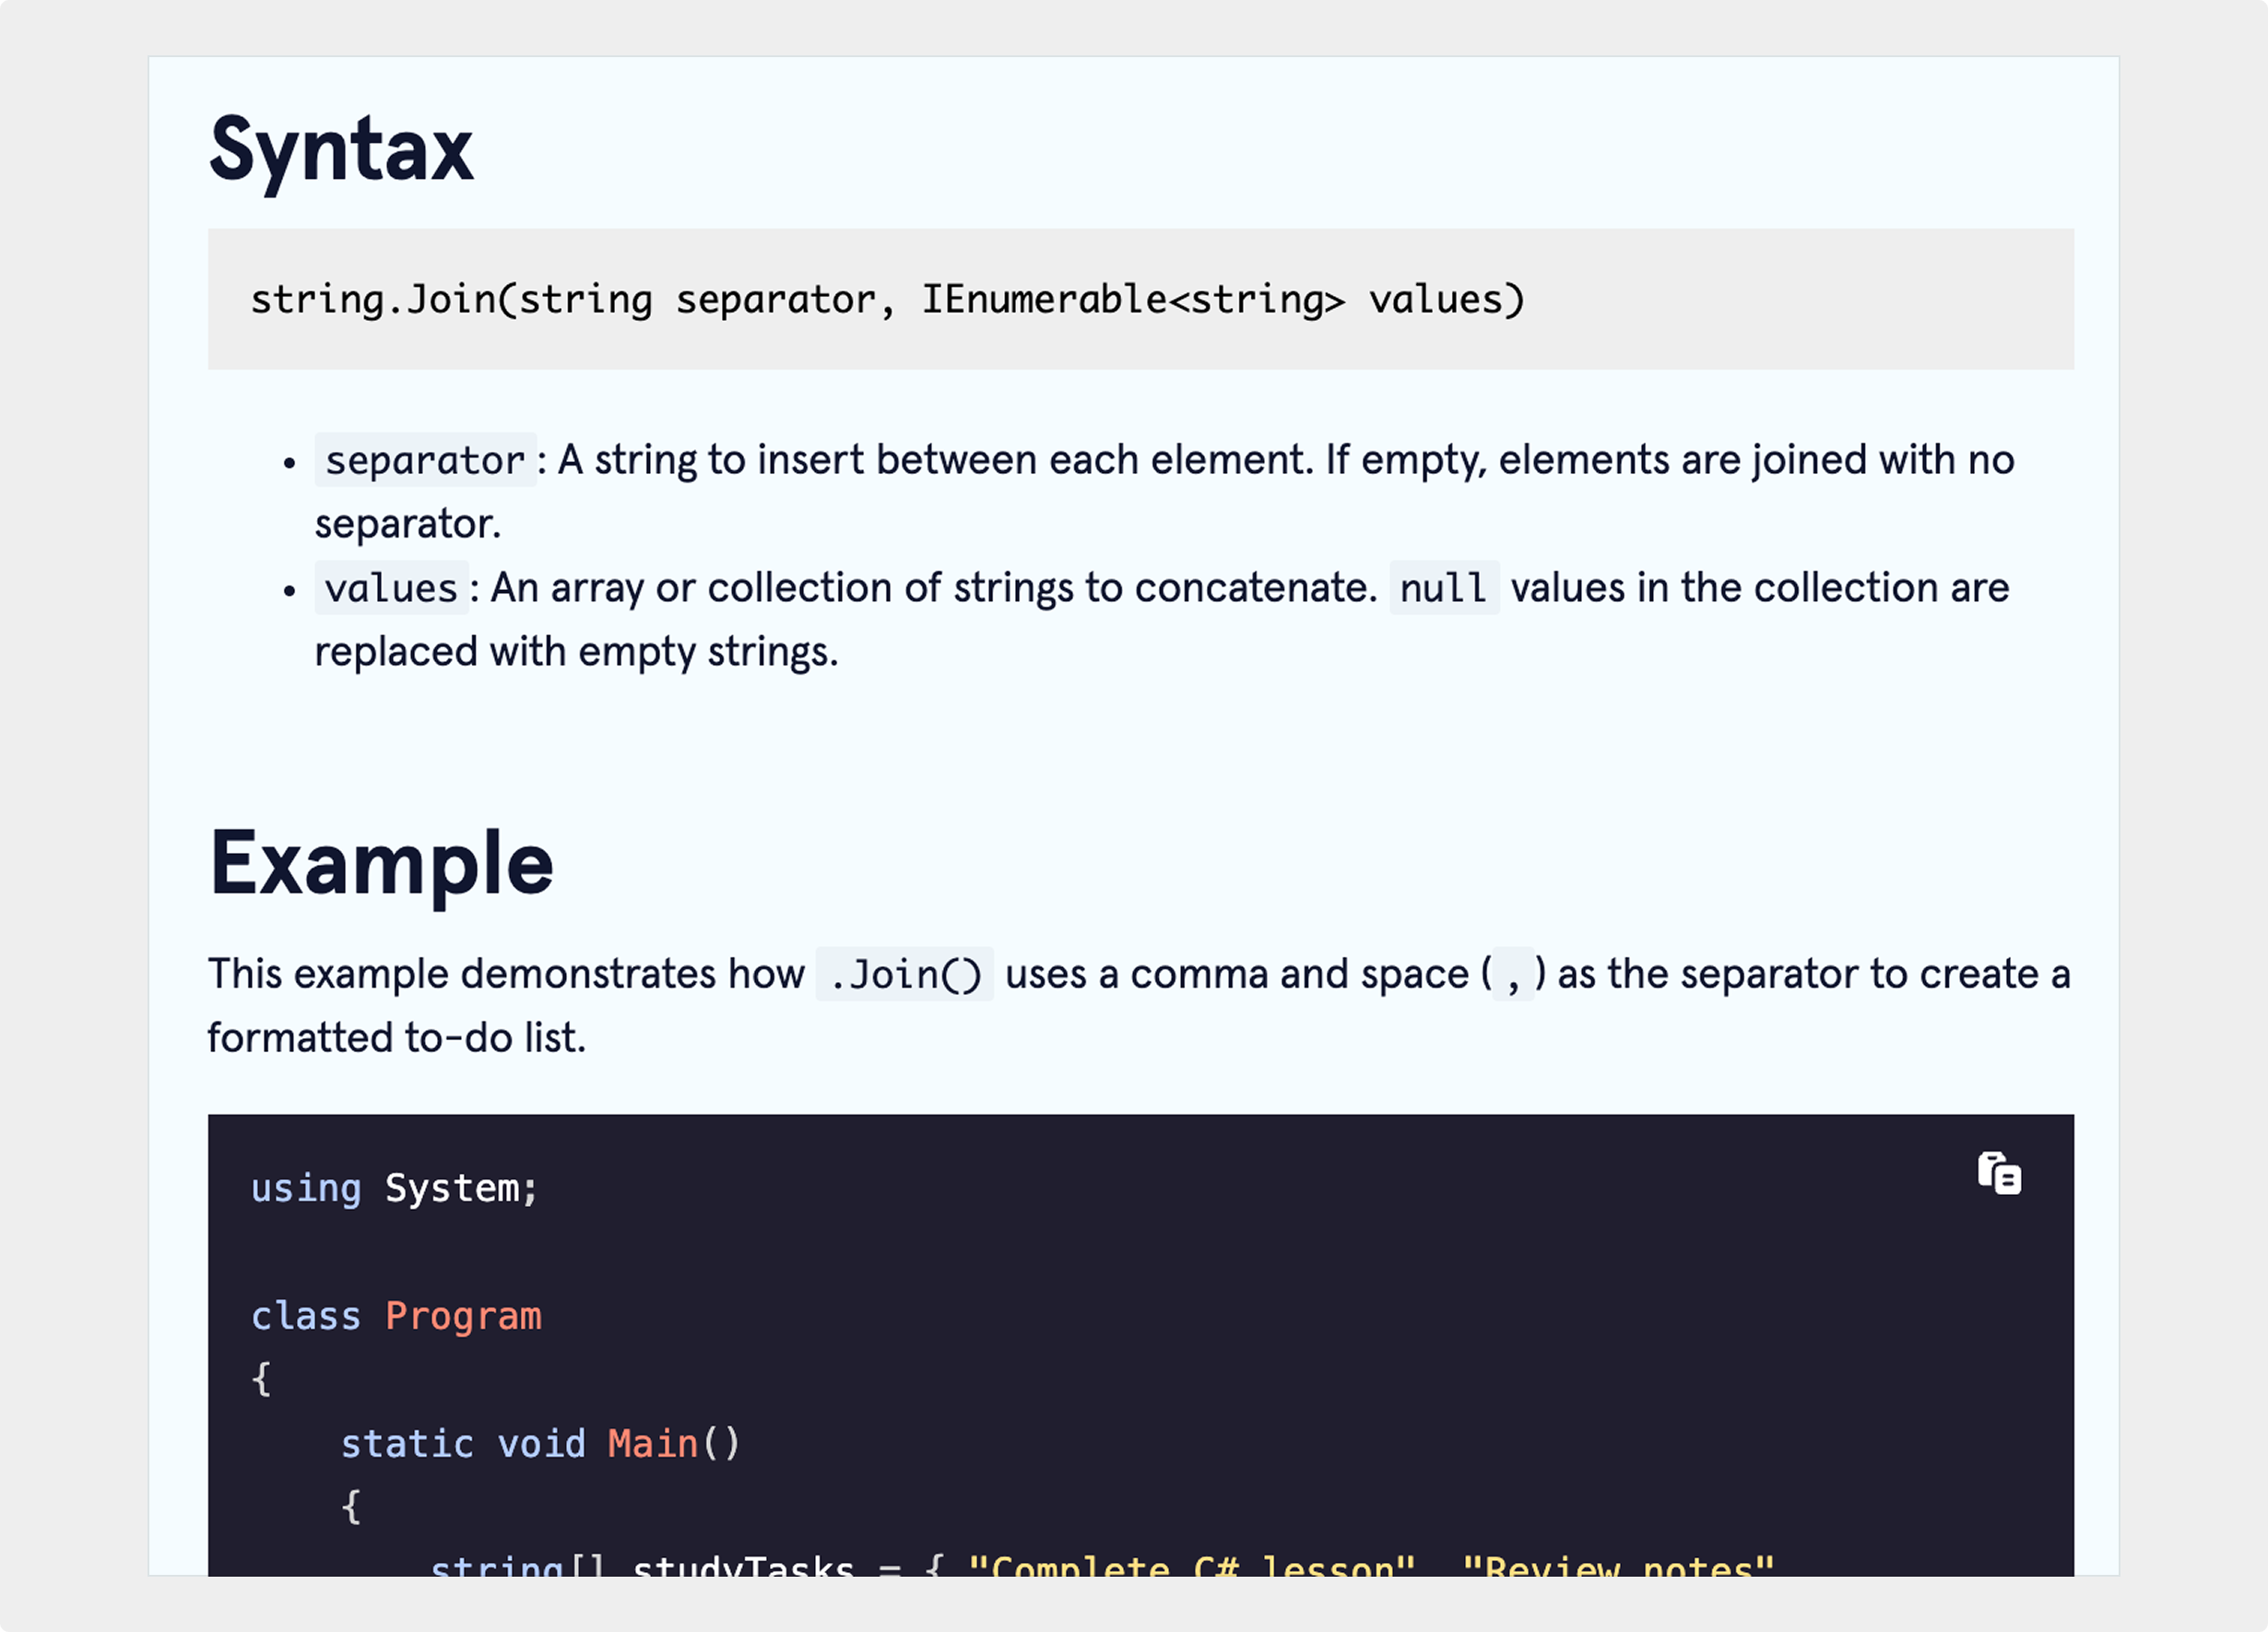 Syntax
string.Join(string separator, IEnumerable<string> values)
• separator: A string to insert between each element. If empty, elements are joined with no
separator.
• values: An array or collection of strings to concatenate. null values in the collection are
replaced with empty strings.
Example
This example demonstrates how .Join() uses a comma and space (,) as the separator to create a
formatted to-do list.
using System;
class Program
{
static void Main()
{
string[] studyTasks = { "Complete C# lesson" "Review notes"